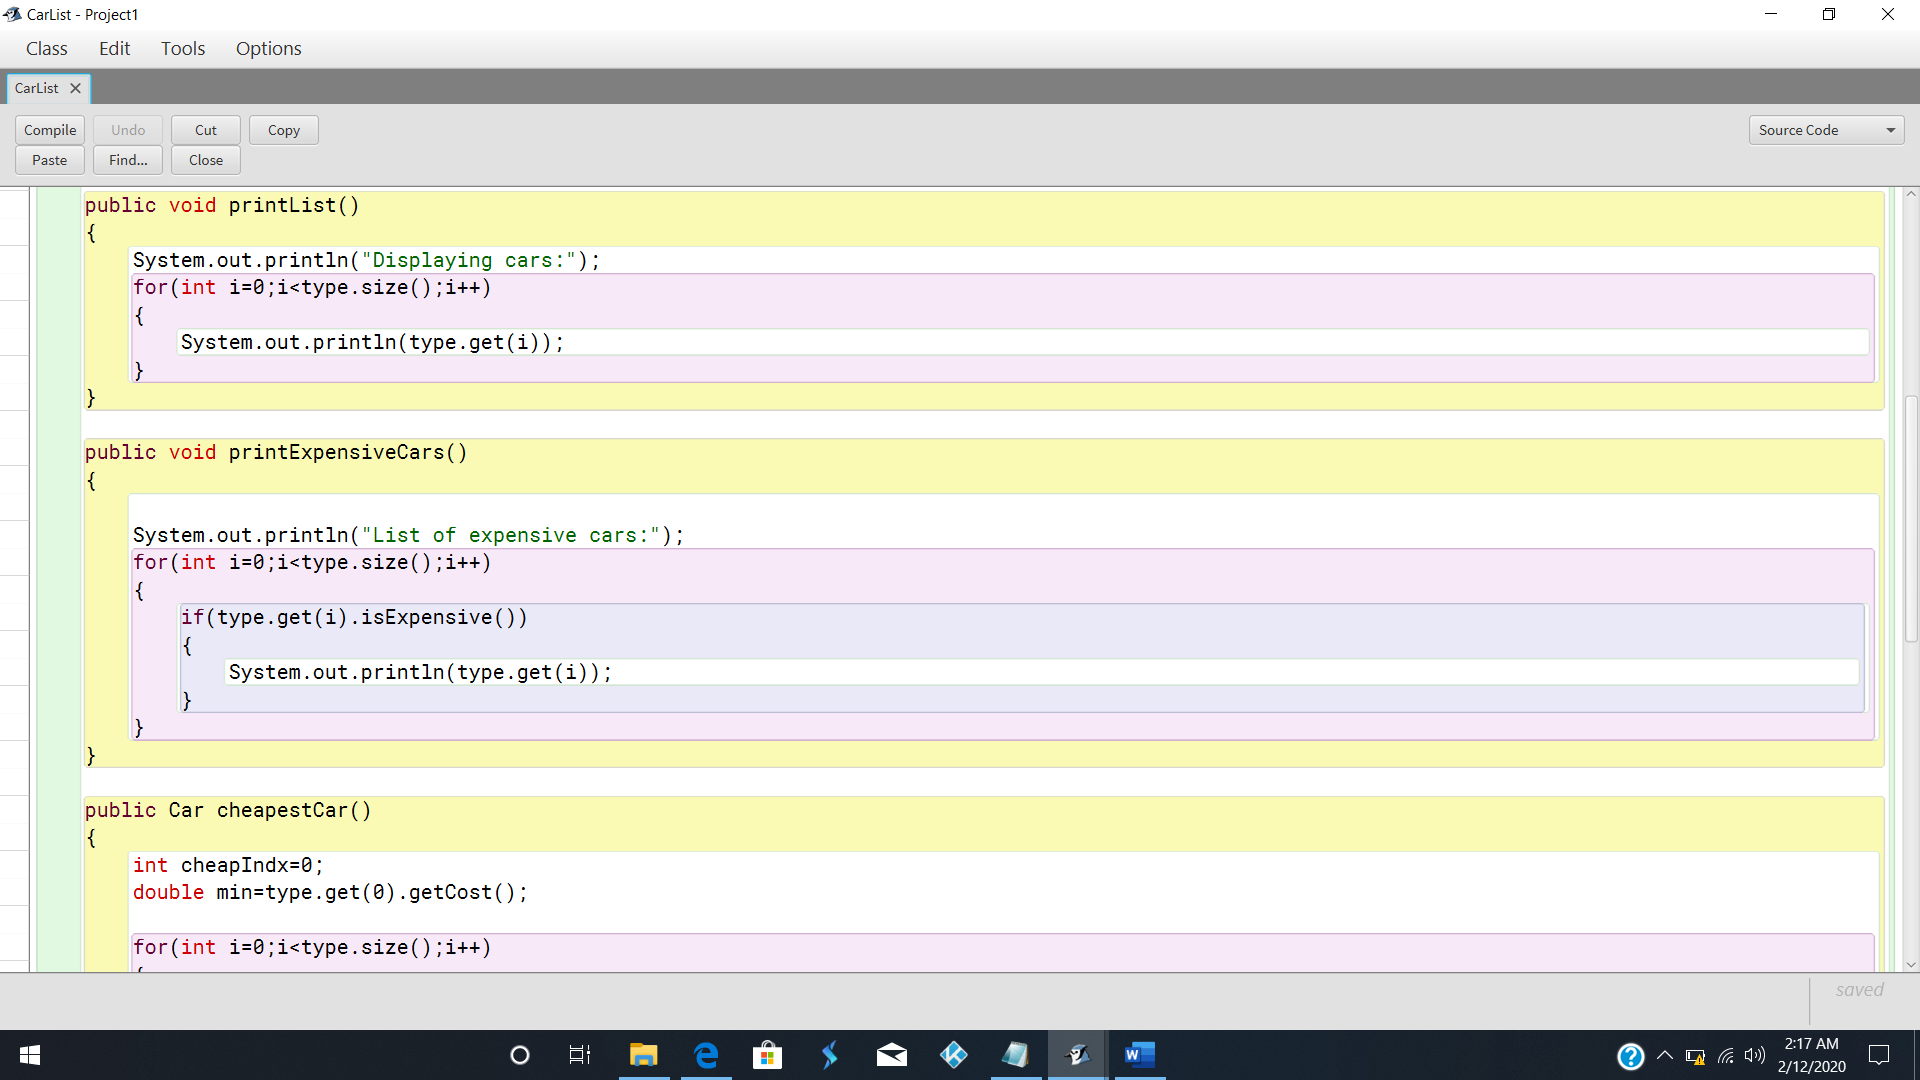 CarList - Project1
Class Edit Tools Options
CarList
Compile Undo Cut Copy Source Code
Paste Find... Close
public void printList()
{
System.out.println("Displaying cars:");
for(int i=0;i<type.size();i++)
{
System.out.println(type.get(i));
}
}
public void printExpensiveCars()
{
System.out.println("List of expensive cars:");
for(int i=0;i<type.size();i++)
{
if(type.get(i).isExpensive())
{
System.out.println(type.get(i));
}
}
}
public Car cheapestCar()
{
int cheapIndx=0;
double min=type.get(0).getCost();
for(int i=0;i<type.size();i++)
{
saved
2:17 AM
2/12/2020